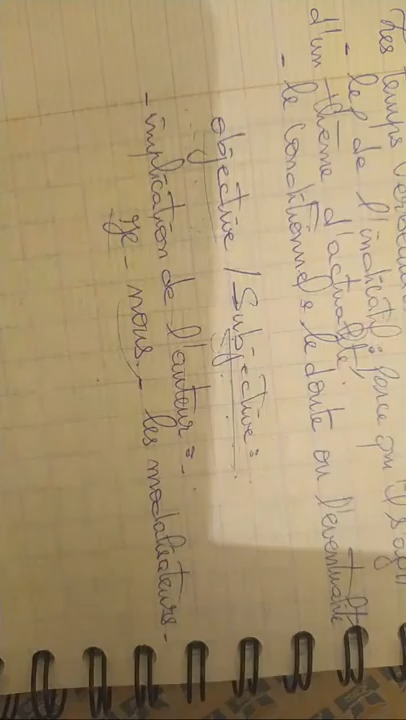 Les temps
- le p de l'indicatif : parce qu'il s'agit
d'un thème d'actualité.
- le conditionnel : le doute ou l'eventualité
objective / Subjective :
- implication de l'auteur : -
je - nous - les modalisateurs -